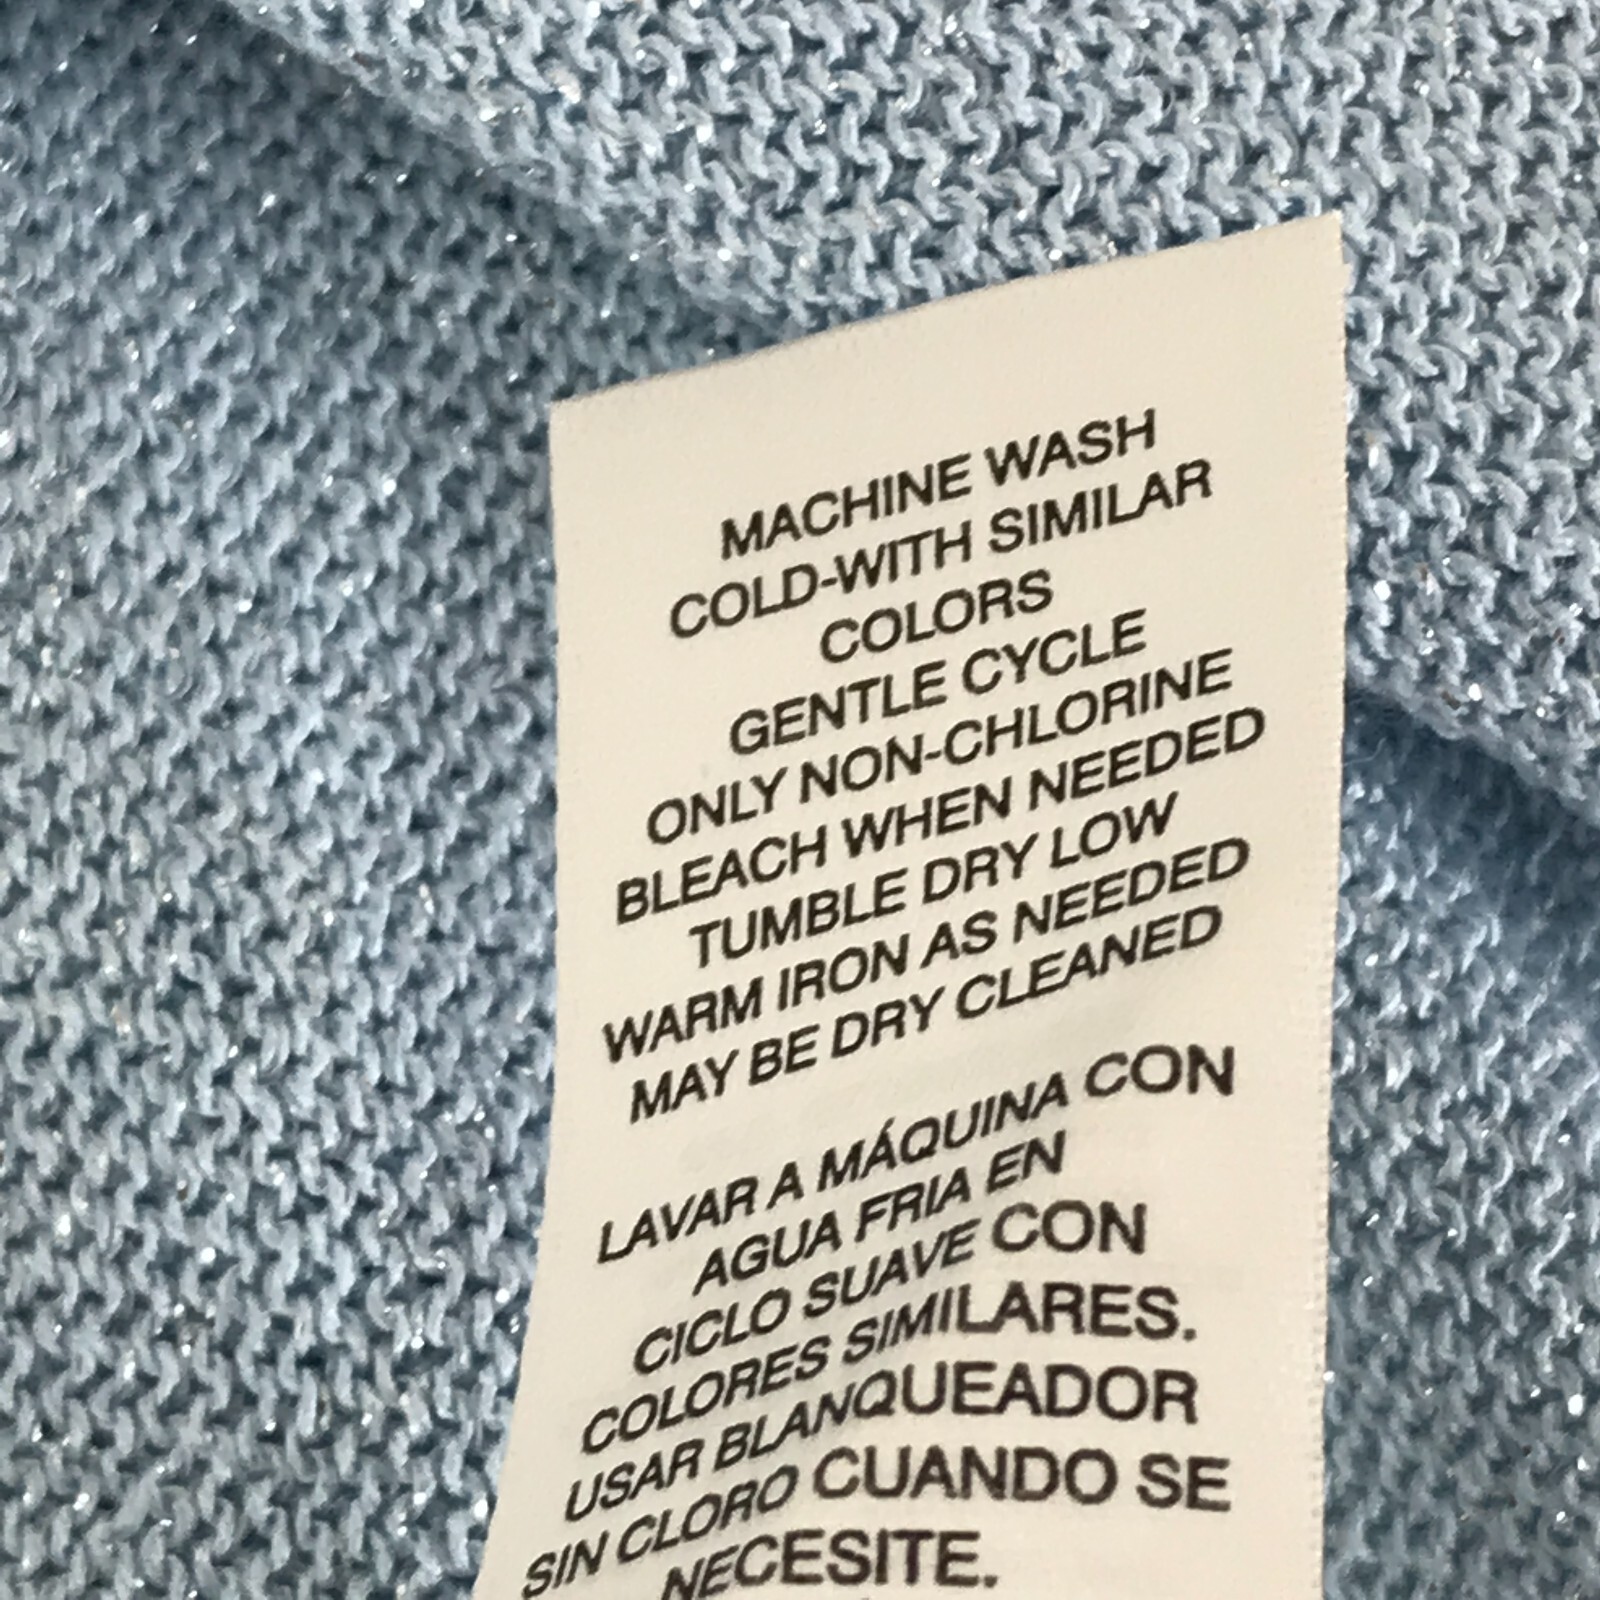 MACHINE WASH
COLD-WITH SIMILAR
COLORS
GENTLE CYCLE
ONLY NON-CHLORINE
BLEACH WHEN NEEDED
TUMBLE DRY LOW
WARM IRON AS NEEDED
MAY BE DRY CLEANED
LAVAR A MÁQUINA CON
AGUA FRIA EN
CICLO SUAVE CON
COLORES SIMILARES.
USAR BLANQUEADOR
SIN CLORO CUANDO SE
NECESITE.